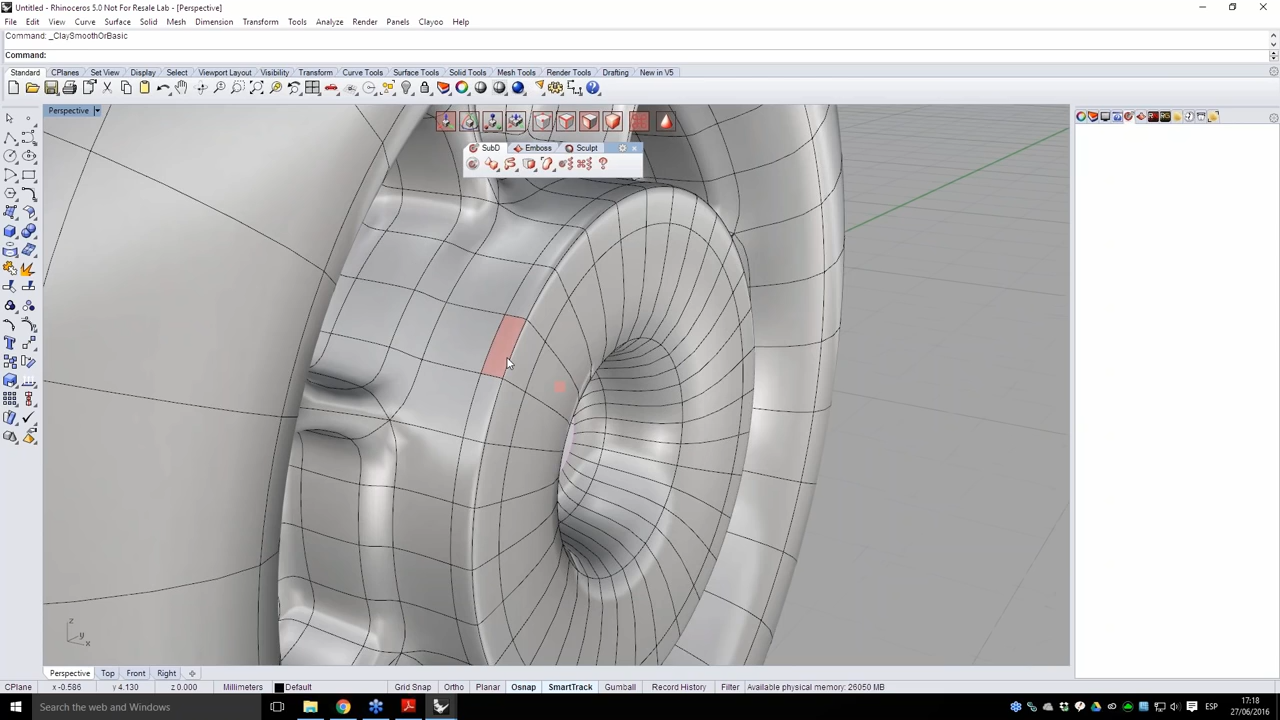 Untitled - Rhinoceros 5.0 Not For Resale Lab - [Perspective]
File Edit View Curve Surface Solid Mesh Dimension Transform Tools Analyze Render Panels Clayoo Help
Command: _ClaySmoothOrBasic
Command:
Standard CPlanes Set View Display Select Viewport Layout Visibility Transform Curve Tools Surface Tools Solid Tools Mesh Tools Render Tools Drafting New in V5
Perspective
SubD Emboss Sculpt
z
y
x
Perspective Top Front Right
CPlane x -0.586 y 4.130 z 0.000 Millimeters Default Grid Snap Ortho Planar Osnap SmartTrack Gumball Record History Filter Available physical memory: 26050 MB
Search the web and Windows
ESP
17:18
27/06/2016